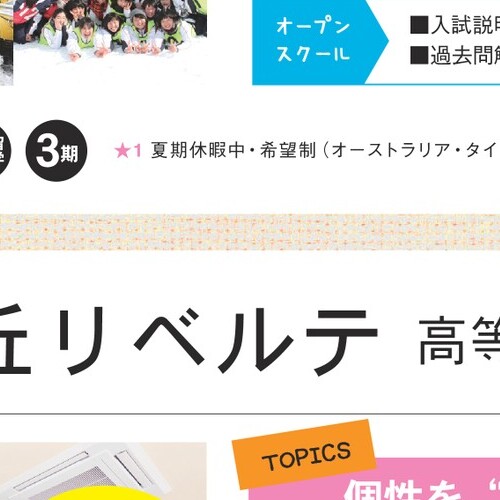 オープン
スクール
■入試説明
■過去問解
3期
★1 夏期休暇中・希望制（オーストラリア・タイ
丘リベルテ 高等
TOPICS
個性を“